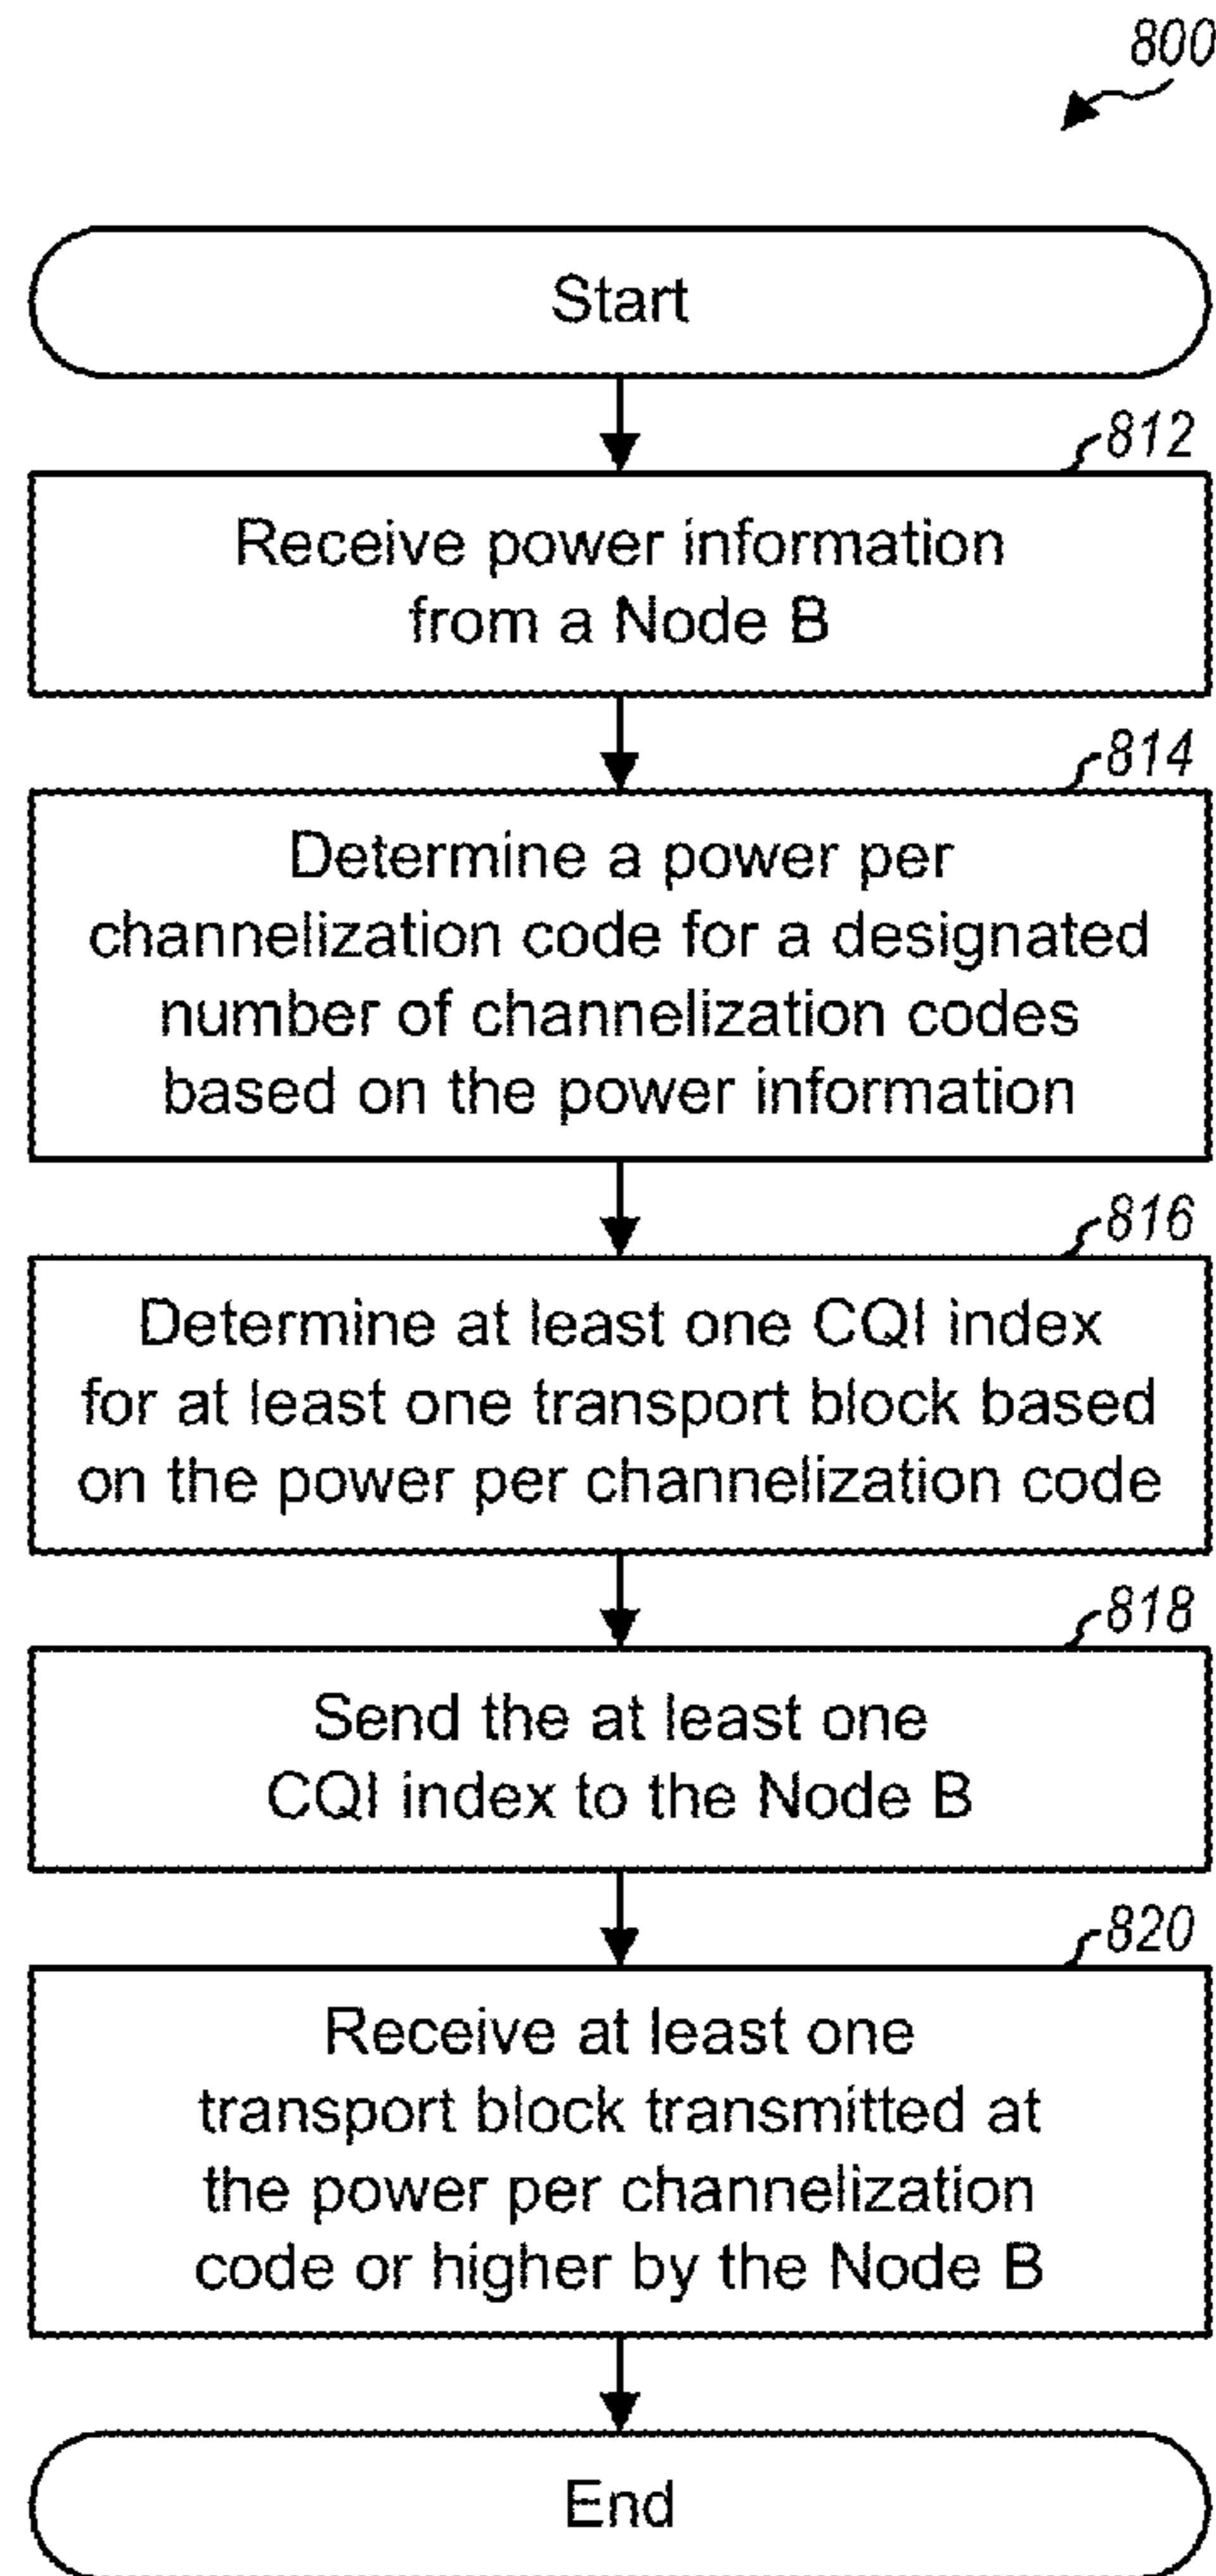 800
Start
812
Receive power information
from a Node B
814
Determine a power per
channelization code for a designated
number of channelization codes
based on the power information
816
Determine at least one CQI index
for at least one transport block based
on the power per channelization code
818
Send the at least one
CQI index to the Node B
820
Receive at least one
transport block transmitted at
the power per channelization
code or higher by the Node B
End